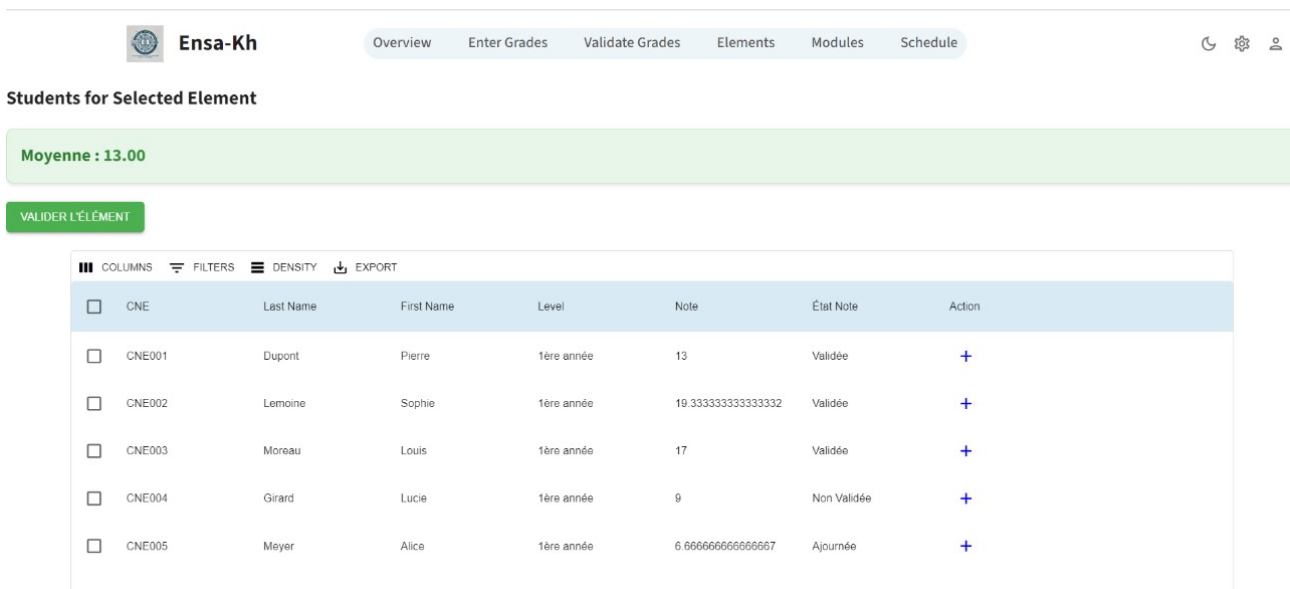 Ensa-Kh Overview Enter Grades Validate Grades Elements Modules Schedule
Students for Selected Element
Moyenne : 13.00
VALIDER L'ÉLÉMENT
COLUMNS FILTERS DENSITY EXPORT
CNE Last Name First Name Level Note État Note Action
CNE001 Dupont Pierre 1ère année 13 Validée +
CNE002 Lemoine Sophie 1ère année 19.333333333333332 Validée +
CNE003 Moreau Louis 1ère année 17 Validée +
CNE004 Girard Lucie 1ère année 9 Non Validée +
CNE005 Meyer Alice 1ère année 6.666666666666667 Ajournée +